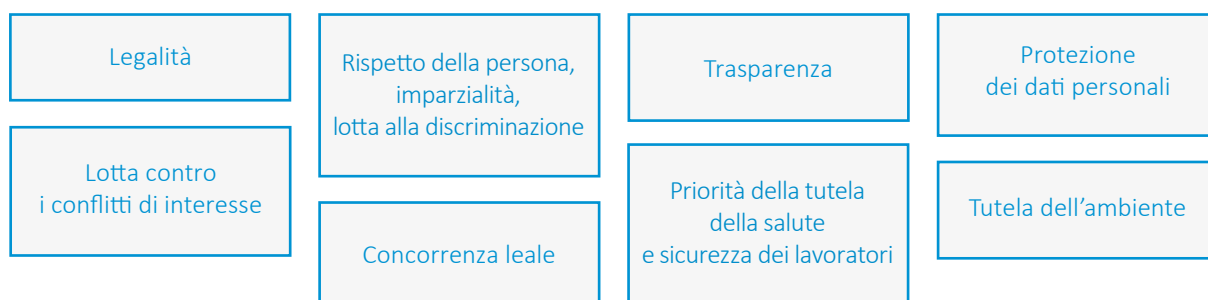 Legalità
Lotta contro
i conflitti di interesse
Rispetto della persona,
imparzialità,
lotta alla discriminazione
Concorrenza leale
Trasparenza
Priorità della tutela
della salute
e sicurezza dei lavoratori
Protezione
dei dati personali
Tutela dell’ambiente